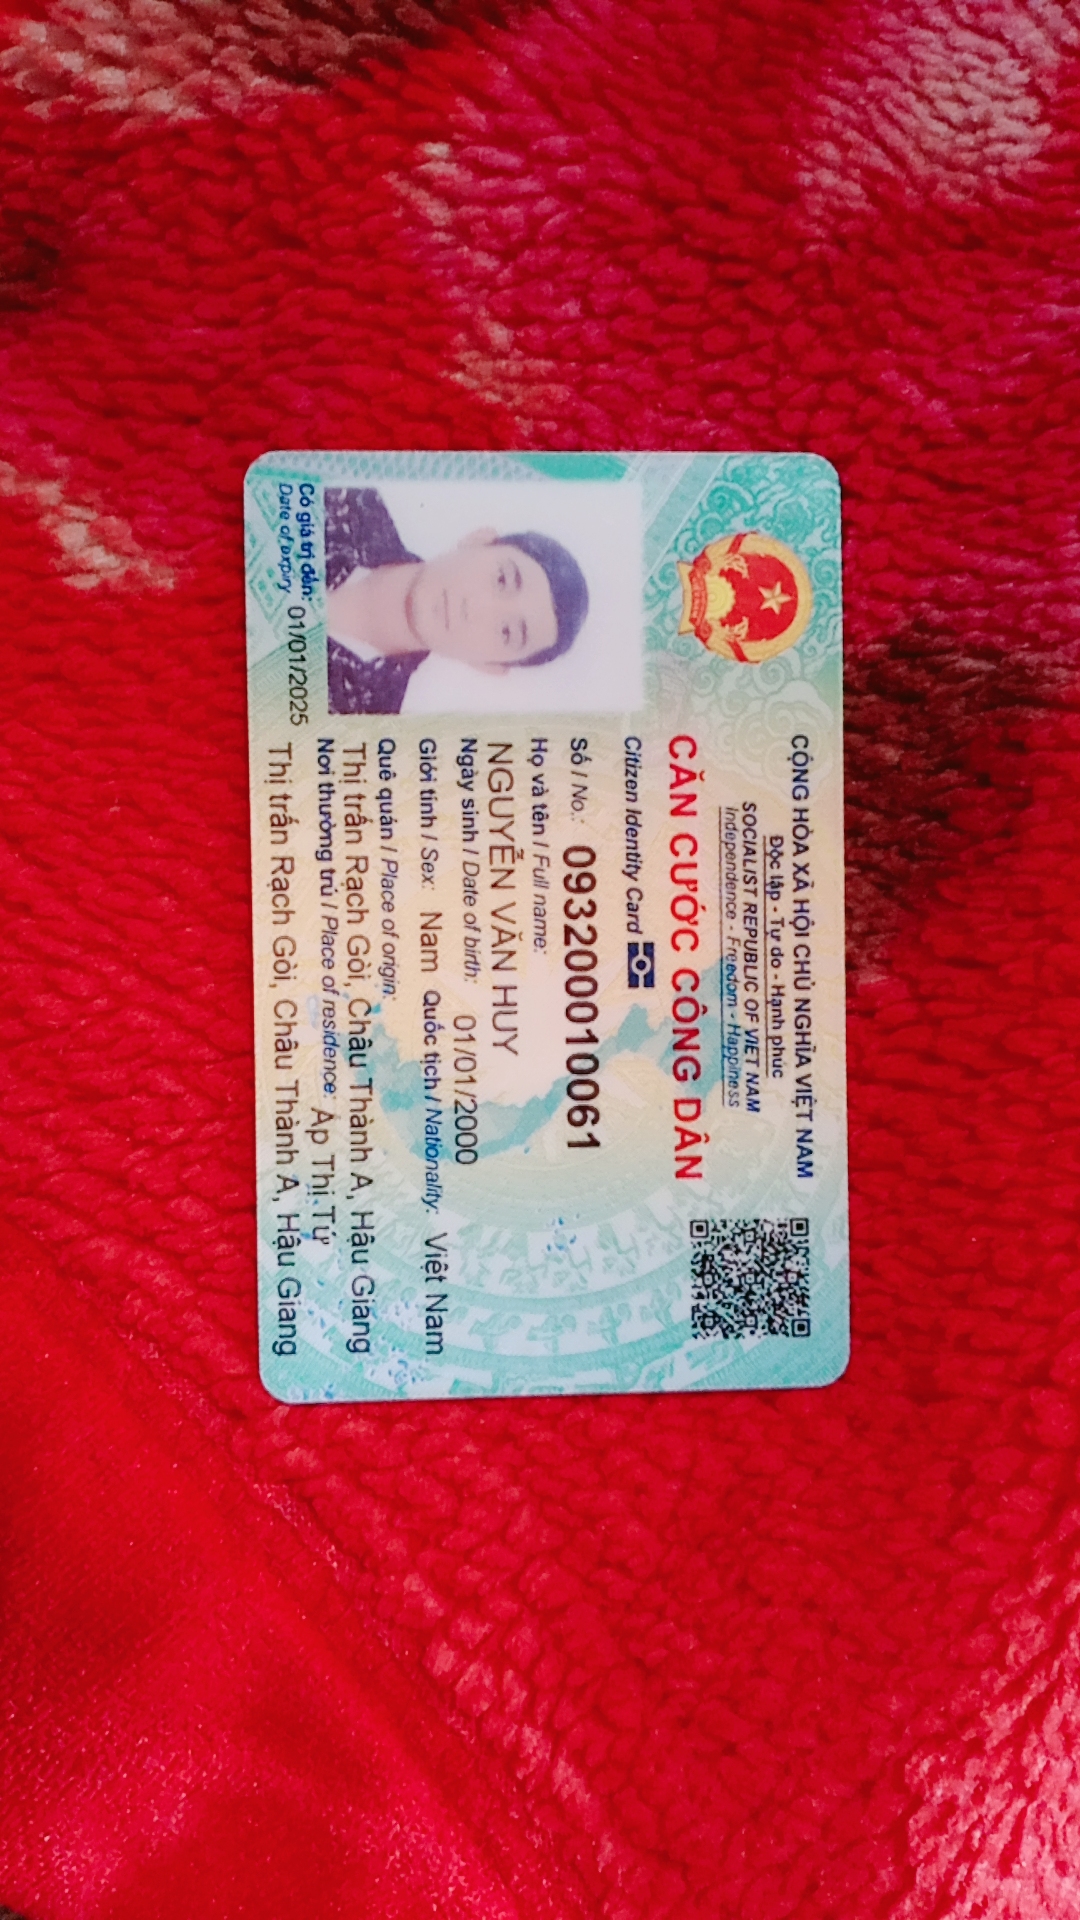 CỘNG HÒA XÃ HỘI CHỦ NGHĨA VIỆT NAM
Độc lập - Tự do - Hạnh phúc
SOCIALIST REPUBLIC OF VIET NAM
Independence - Freedom - Happiness
CĂN CƯỚC CÔNG DÂN
Citizen Identity Card
Số / No.: 093200010061
Họ và tên / Full name:
NGUYỄN VĂN HUY
Ngày sinh / Date of birth: 01/01/2000
Giới tính / Sex: Nam Quốc tịch / Nationality: Việt Nam
Quê quán / Place of origin:
Thị trấn Rạch Gòi, Châu Thành A, Hậu Giang
Nơi thường trú / Place of residence: Ấp Thị Tứ
Thị trấn Rạch Gòi, Châu Thành A, Hậu Giang
Có giá trị đến: 01/01/2025
Date of expiry